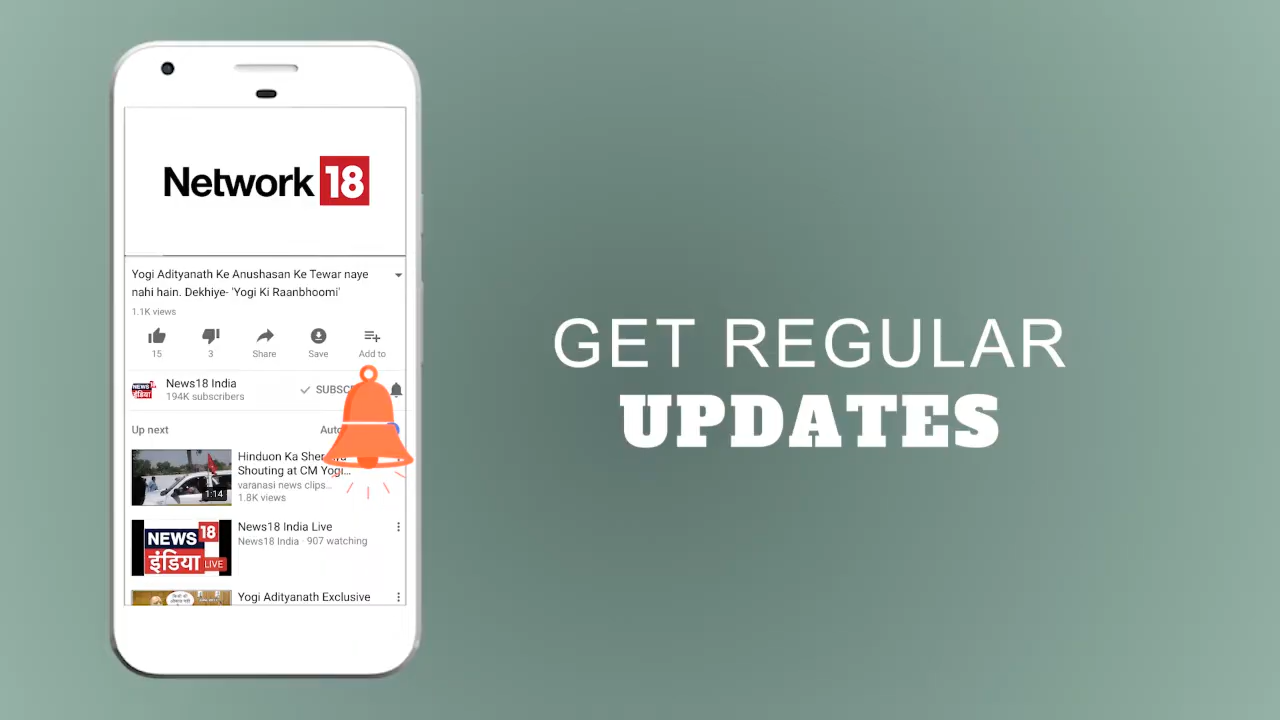 Network 18
Yogi Adityanath Ke Anushasan Ke Tewar naye
nahi hain. Dekhiye- 'Yogi Ki Raanbhoomi'
1.1K views
15
3
Share
Save
Add to
News18 India
194K subscribers
NEWS
इंडिया
Up next
Hinduon Ka
Shouting at CM Yogi...
varanasi news clips...
1.8K views
1:14
News18 India Live
News18 India · 907 watching
NEWS 18
इंडिया LIVE
Yogi Adityanath Exclusive
GET REGULAR
UPDATES